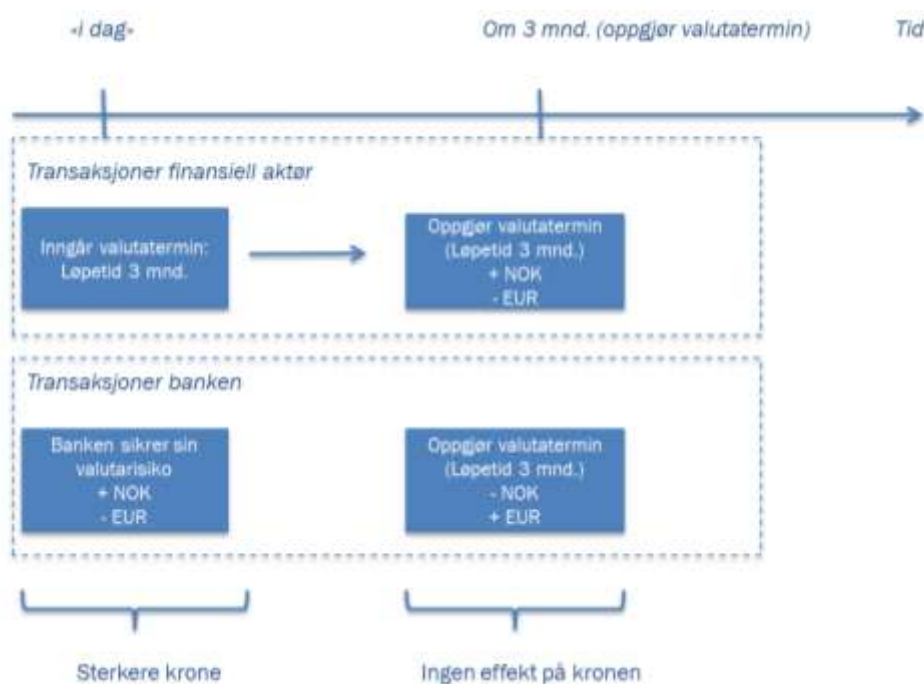 «i dag»
Om 3 mnd. (oppgjør valutatermin)
Tid
Transaksjoner finansiell aktør
Inngår valutatermin:
Løpetid 3 mnd.
Oppgjør valutatermin
(Løpetid 3 mnd.)
+ NOK
- EUR
Transaksjoner banken
Banken sikrer sin
valutarisiko
+ NOK
- EUR
Oppgjør valutatermin
(Løpetid 3 mnd.)
- NOK
+ EUR
Sterkere krone
Ingen effekt på kronen